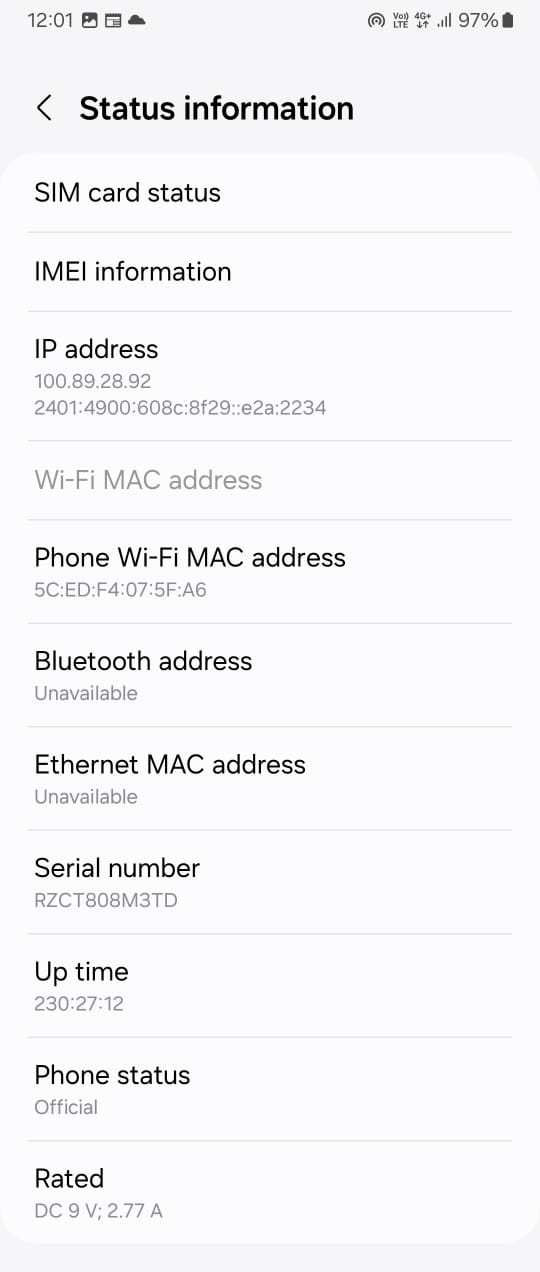 12:01 Vo)) LTE 4G+ 97%
Status information
SIM card status
IMEI information
IP address
100.89.28.92
2401:4900:608c:8f29::e2a:2234
Wi-Fi MAC address
Phone Wi-Fi MAC address
5C:ED:F4:07:5F:A6
Bluetooth address
Unavailable
Ethernet MAC address
Unavailable
Serial number
RZCT808M3TD
Up time
230:27:12
Phone status
Official
Rated
DC 9 V; 2.77 A